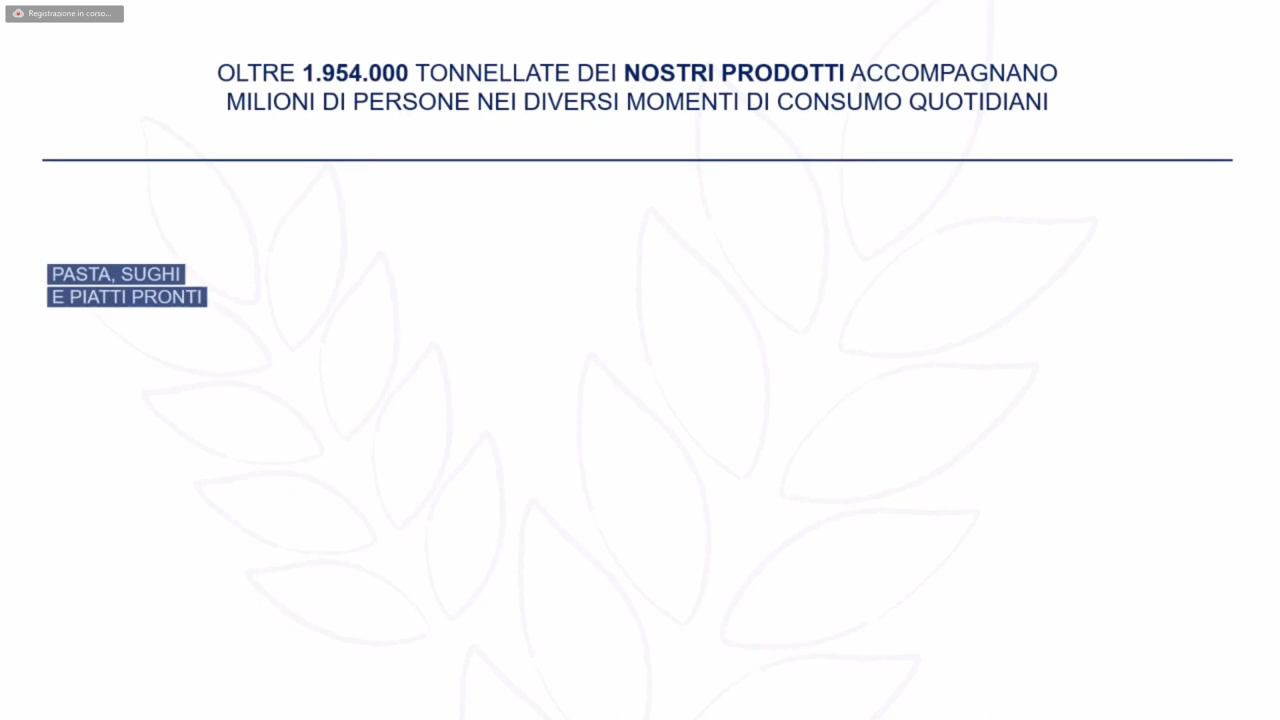 Registrazione in corso...
OLTRE 1.954.000 TONNELLATE DEI NOSTRI PRODOTTI ACCOMPAGNANO
MILIONI DI PERSONE NEI DIVERSI MOMENTI DI CONSUMO QUOTIDIANI
PASTA, SUGHI
E PIATTI PRONTI